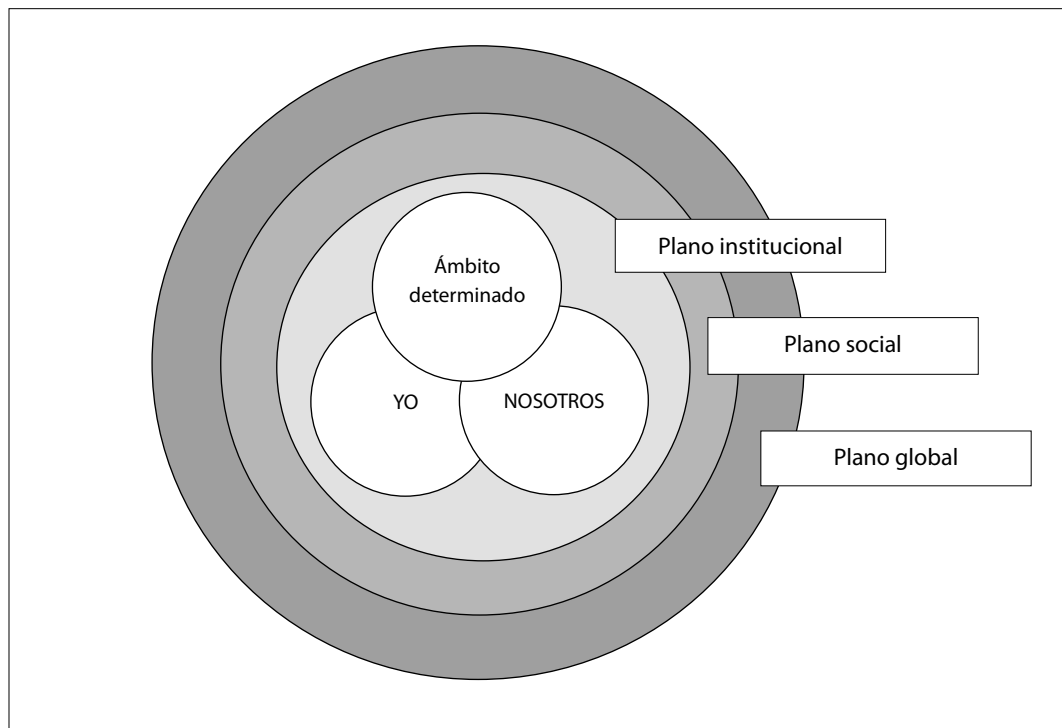 Plano institucional
Ámbito
determinado
Plano social
YO
NOSOTROS
Plano global